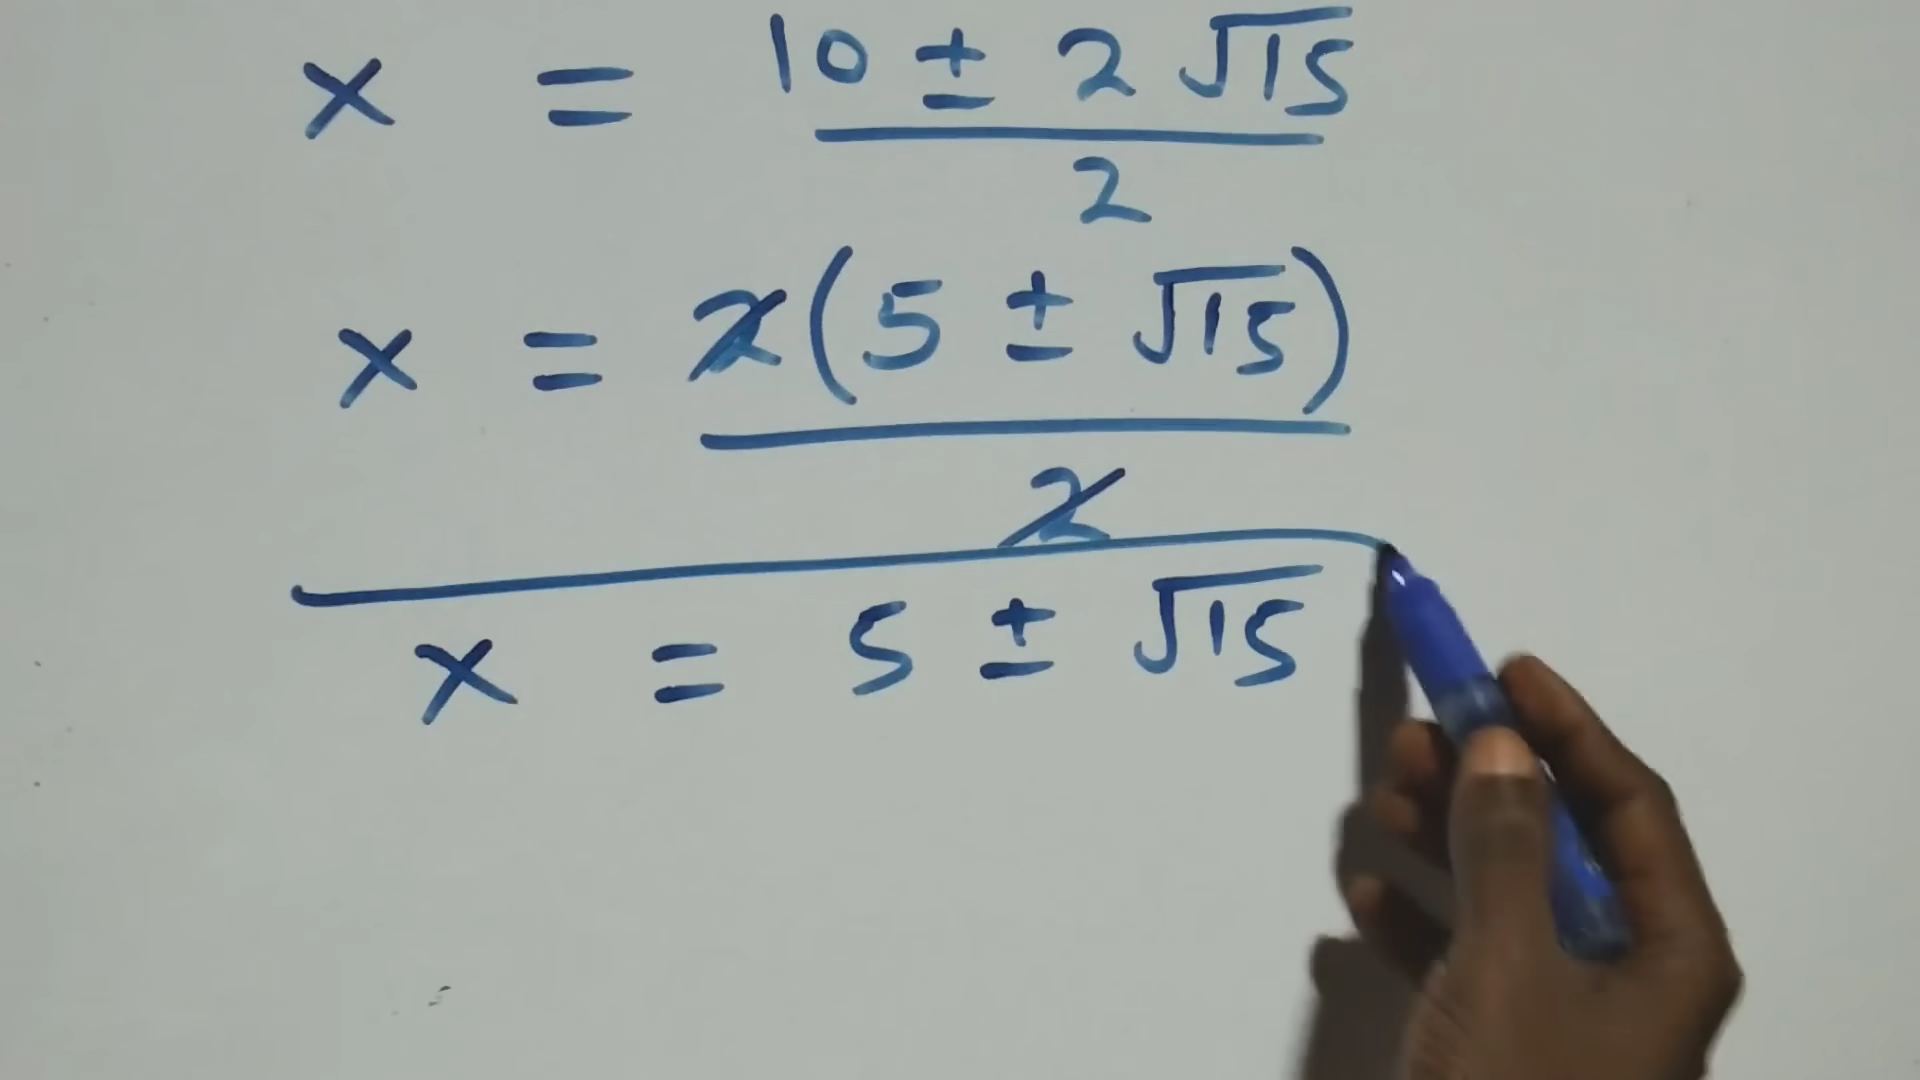 x = 10 ± 2 √15
2
x = 2(5 ± √15)
2
x = 5 ± √15